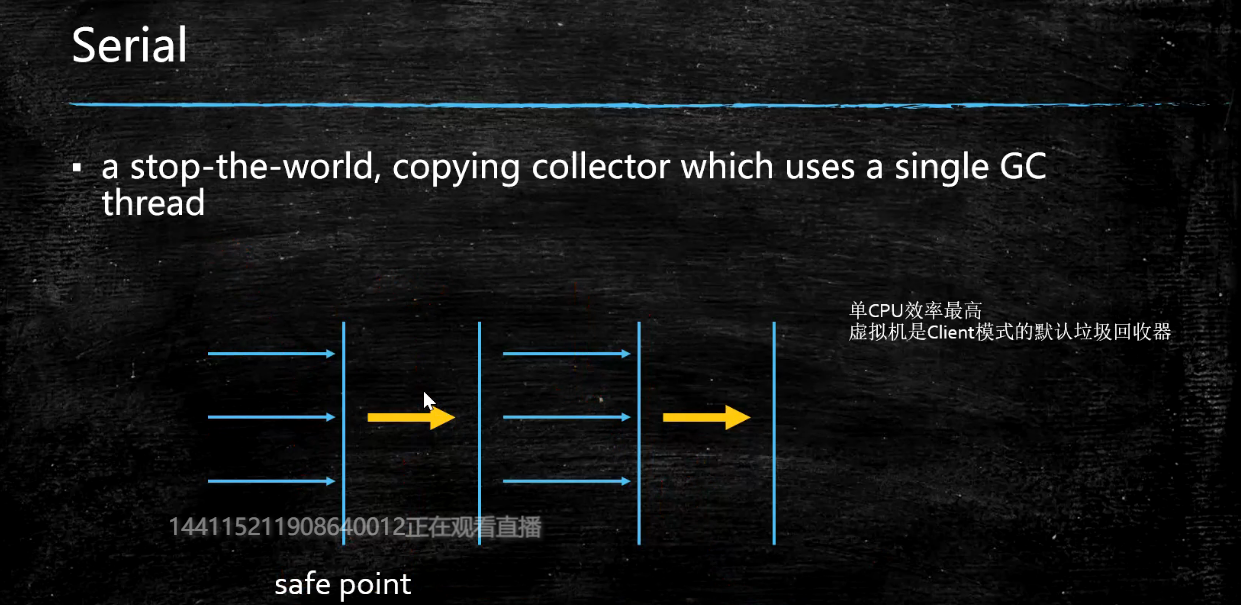 Serial
▪ a stop-the-world, copying collector which uses a single GC
thread
单CPU效率最高
虚拟机是Client模式的默认垃圾回收器
144115211908640012正在观看直播
safe point